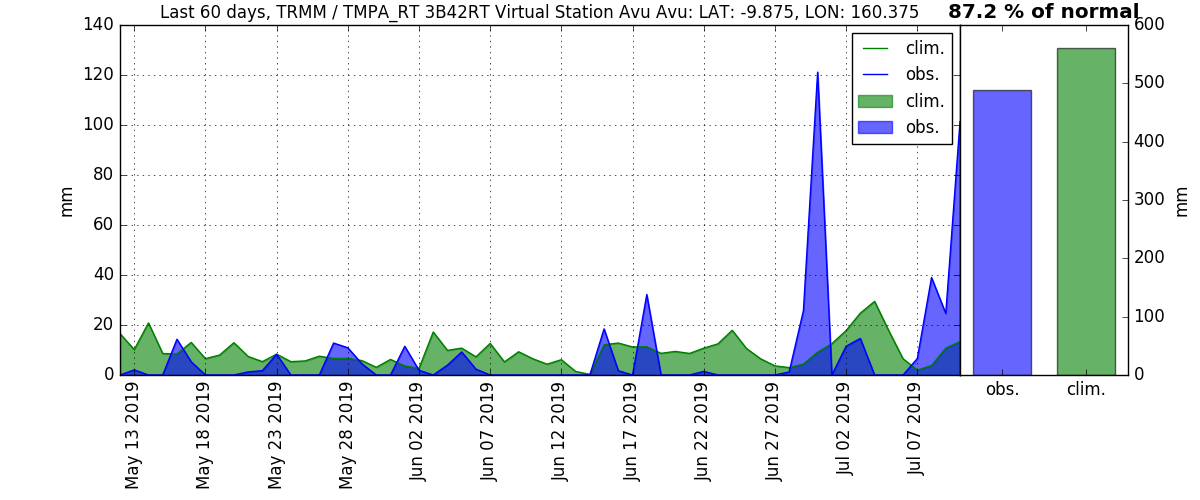 Last 60 days, TRMM / TMPA_RT 3B42RT Virtual Station Avu Avu: LAT: -9.875, LON: 160.375
87.2 % of normal
140
120
100
80
60
40
20
0
mm
clim.
obs.
clim.
obs.
May 13 2019
May 18 2019
May 23 2019
May 28 2019
Jun 02 2019
Jun 07 2019
Jun 12 2019
Jun 17 2019
Jun 22 2019
Jun 27 2019
Jul 02 2019
Jul 07 2019
600
500
400
300
200
100
0
mm
obs.
clim.